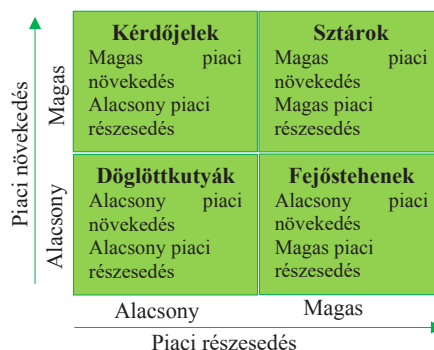 Piaci növekedés
Magas
Alacsony
Kérdőjelek
Magas piaci
növekedés
Alacsony piaci
részesedés
Sztárok
Magas piaci
növekedés
Magas piaci
részesedés
Döglöttkutyák
Alacsony piaci
növekedés
Alacsony piaci
részesedés
Fejőstehenek
Alacsony piaci
növekedés
Magas piaci
részesedés
Alacsony
Magas
Piaci részesedés